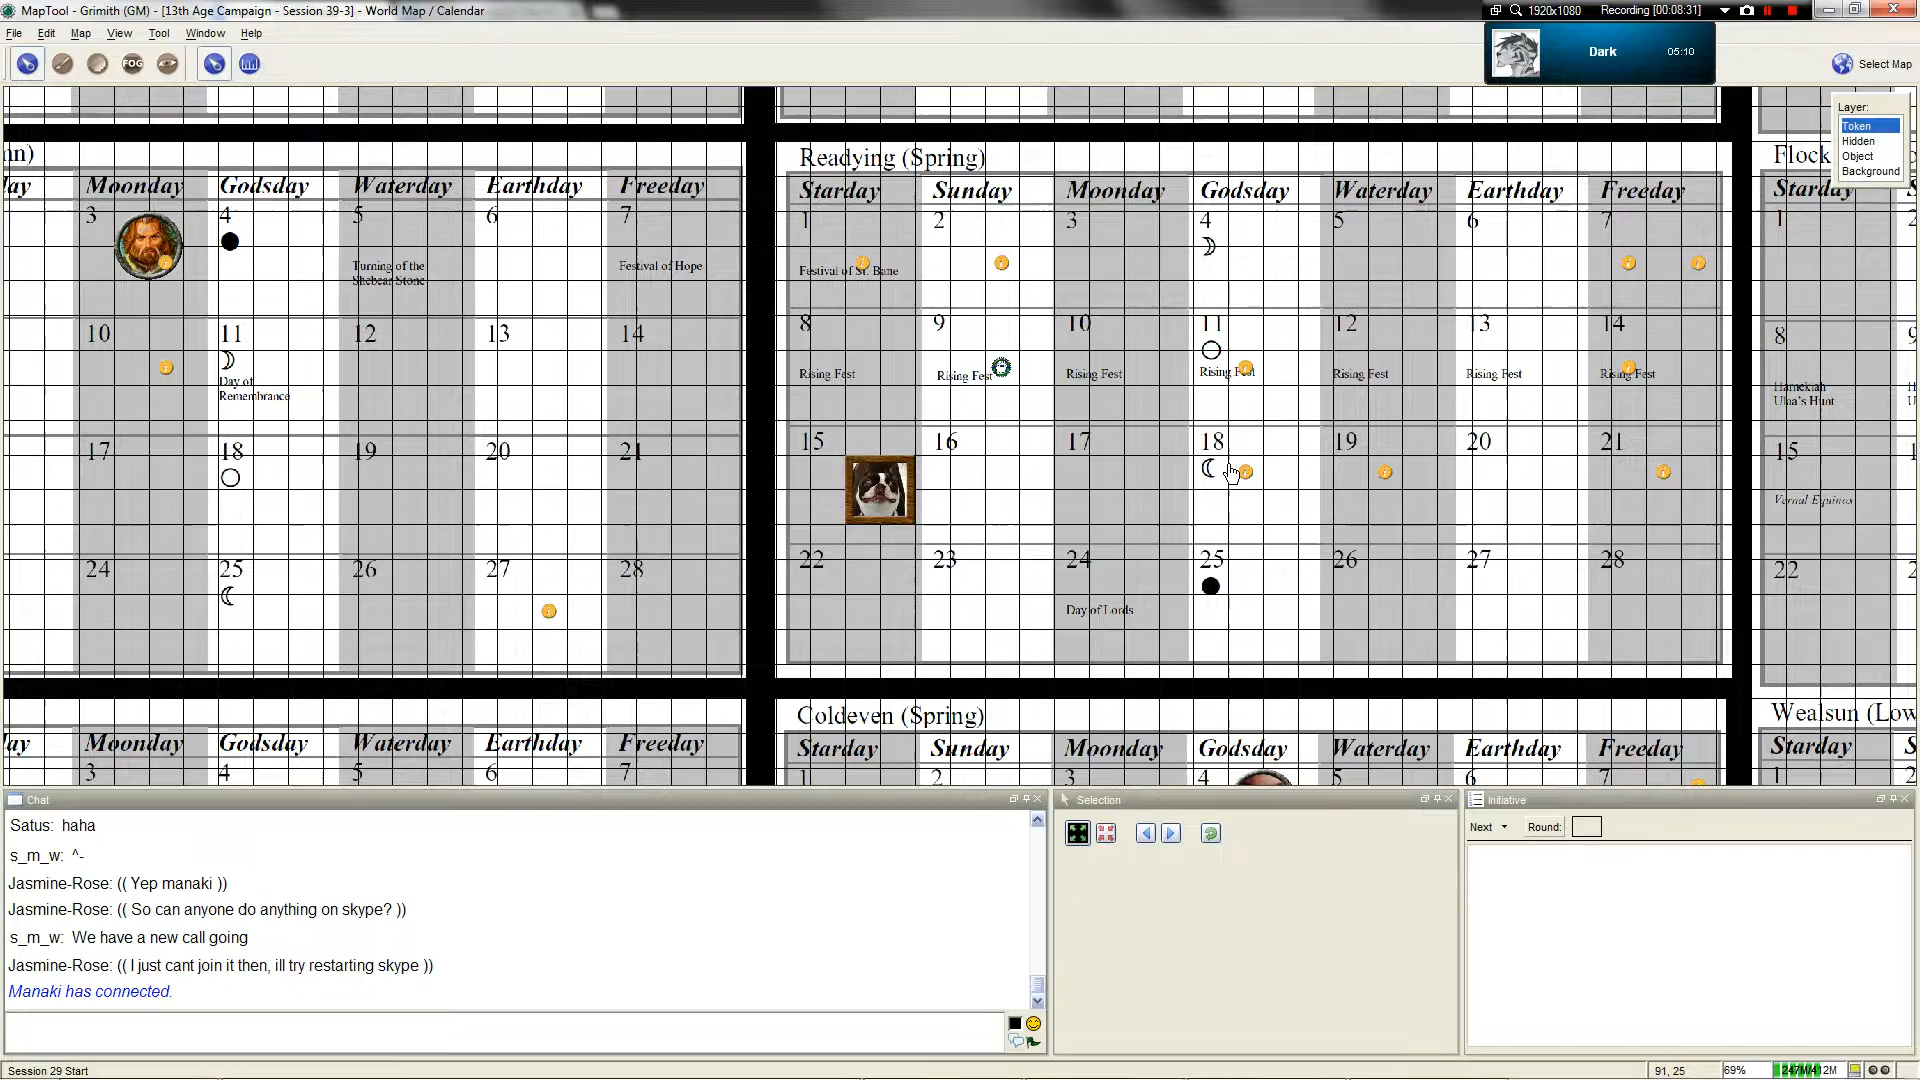 MapTool - Grimith (GM) - [13th Age Campaign - Session 39-3] - World Map / Calendar
1920x1080
Recording [00:08:31]
File Edit Map View Tool Window Help
FOG
Dark 05:10
Select Map
Layer:
Token
Hidden
Object
Background
Moonday Godsday Waterday Earthday Freeday
3 4 5 6 7
Turning of the
Shebear Stone
Festival of Hope
10 11 12 13 14
Day of
Remembrance
17 18 19 20 21
24 25 26 27 28
Readying (Spring)
Starday Sunday Moonday Godsday Waterday Earthday Freeday
1 2 3 4 5 6 7
Festival of St. Bane
8 9 10 11 12 13 14
Rising Fest Rising Fest Rising Fest Rising Fest Rising Fest Rising Fest Rising Fest
15 16 17 18 19 20 21
22 23 24 25 26 27 28
Day of Lords
Flock
Starday
1
8
Ulaa's Hunt
15
Vernal Equinox
22
Moonday Godsday Waterday Earthday Freeday
3 4 5 6 7
Coldeven (Spring)
Starday Sunday Moonday Godsday Waterday Earthday Freeday
1 2 3 4 5 6 7
Wealsun (Low
Starday
1
Chat
Satus: haha
s_m_w: ^-
Jasmine-Rose: (( Yep manaki ))
Jasmine-Rose: (( So can anyone do anything on skype? ))
s_m_w: We have a new call going
Jasmine-Rose: (( I just cant join it then, ill try restarting skype ))
Manaki has connected.
Selection
Initiative
Next Round:
Session 29 Start
91, 25
69%
247M/412M